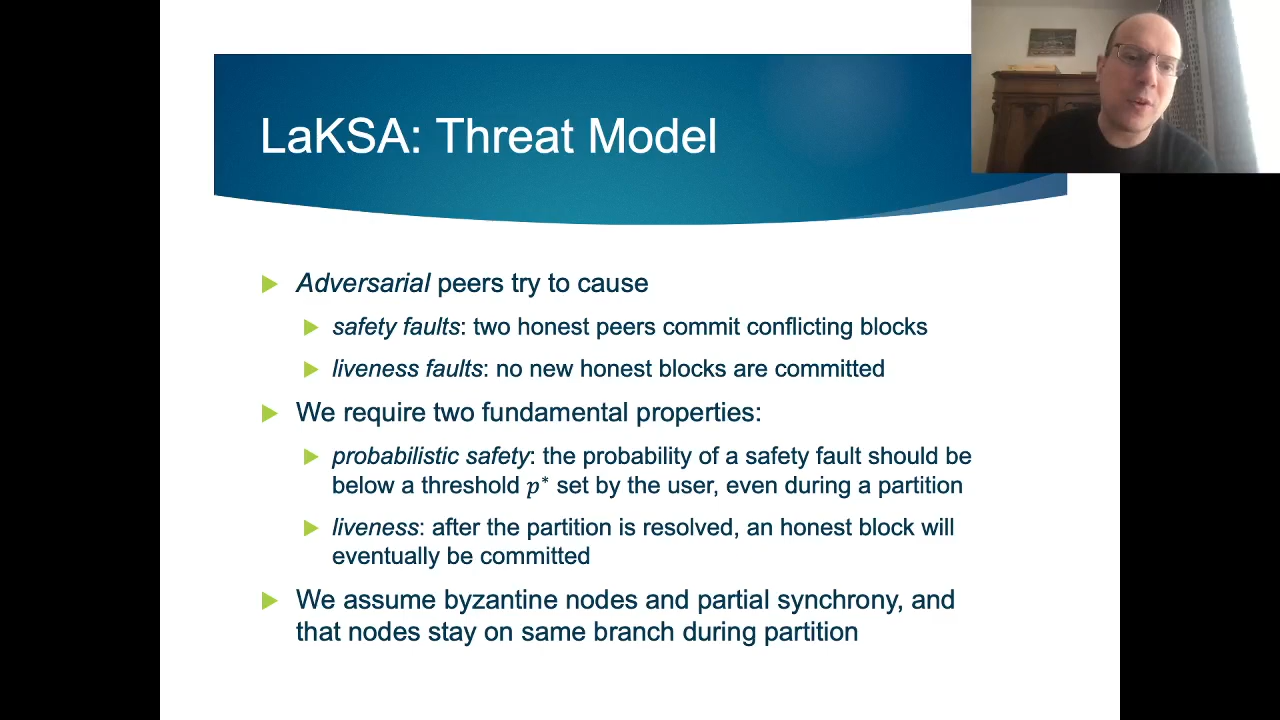 LaKSA: Threat Model
Adversarial peers try to cause
safety faults: two honest peers commit conflicting blocks
liveness faults: no new honest blocks are committed
We require two fundamental properties:
probabilistic safety: the probability of a safety fault should be
below a threshold p* set by the user, even during a partition
liveness: after the partition is resolved, an honest block will
eventually be committed
We assume byzantine nodes and partial synchrony, and
that nodes stay on same branch during partition